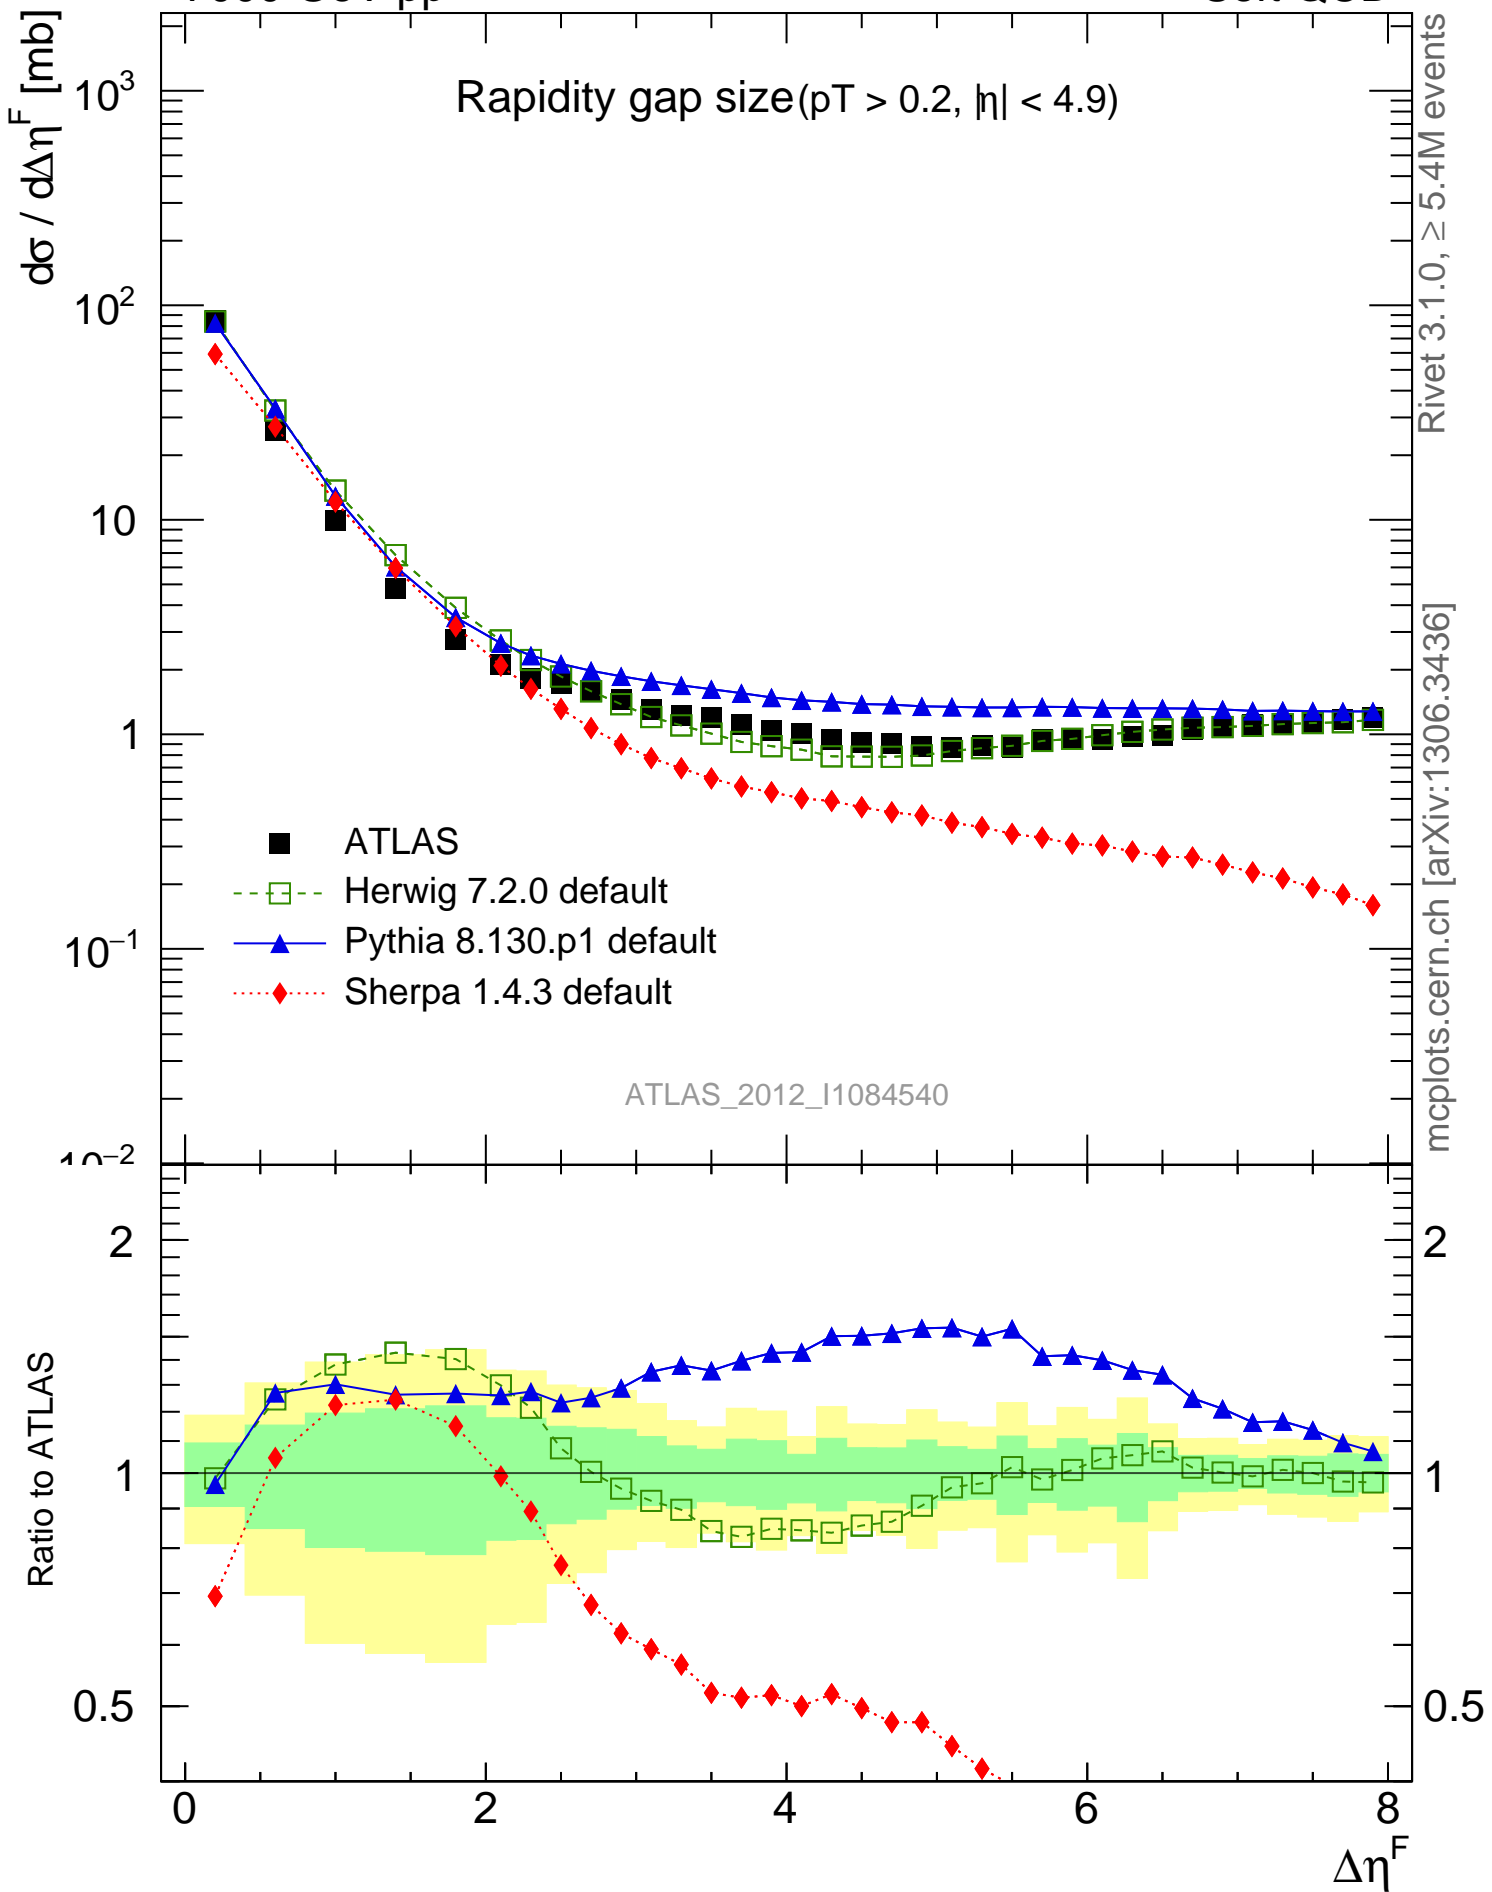 Rapidity gap size (pT > 0.2, |η| < 4.9)
dσ / dΔη^F [mb]
10³
10²
10
1
10⁻¹
10⁻²
ATLAS
Herwig 7.2.0 default
Pythia 8.130.p1 default
Sherpa 1.4.3 default
ATLAS_2012_I1084540
Rivet 3.1.0, ≥ 5.4M events
mcplots.cern.ch [arXiv:1306.3436]
Ratio to ATLAS
2
1
0.5
2
1
0.5
0 2 4 6 8
Δη^F